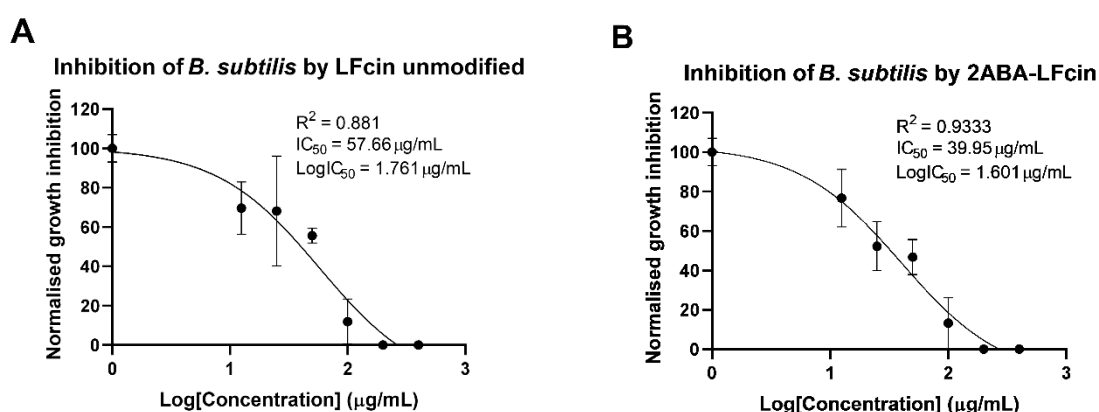 A
Inhibition of B. subtilis by LFcin unmodified
R² = 0.881
IC₅₀ = 57.66 µg/mL
LogIC₅₀ = 1.761 µg/mL
Normalised growth inhibition
120
100
80
60
40
20
0
0
1
2
3
Log[Concentration] (µg/mL)
B
Inhibition of B. subtilis by 2ABA-LFcin
R² = 0.9333
IC₅₀ = 39.95 µg/mL
LogIC₅₀ = 1.601 µg/mL
Normalised growth inhibition
120
100
80
60
40
20
0
0
1
2
3
Log[Concentration] (µg/mL)